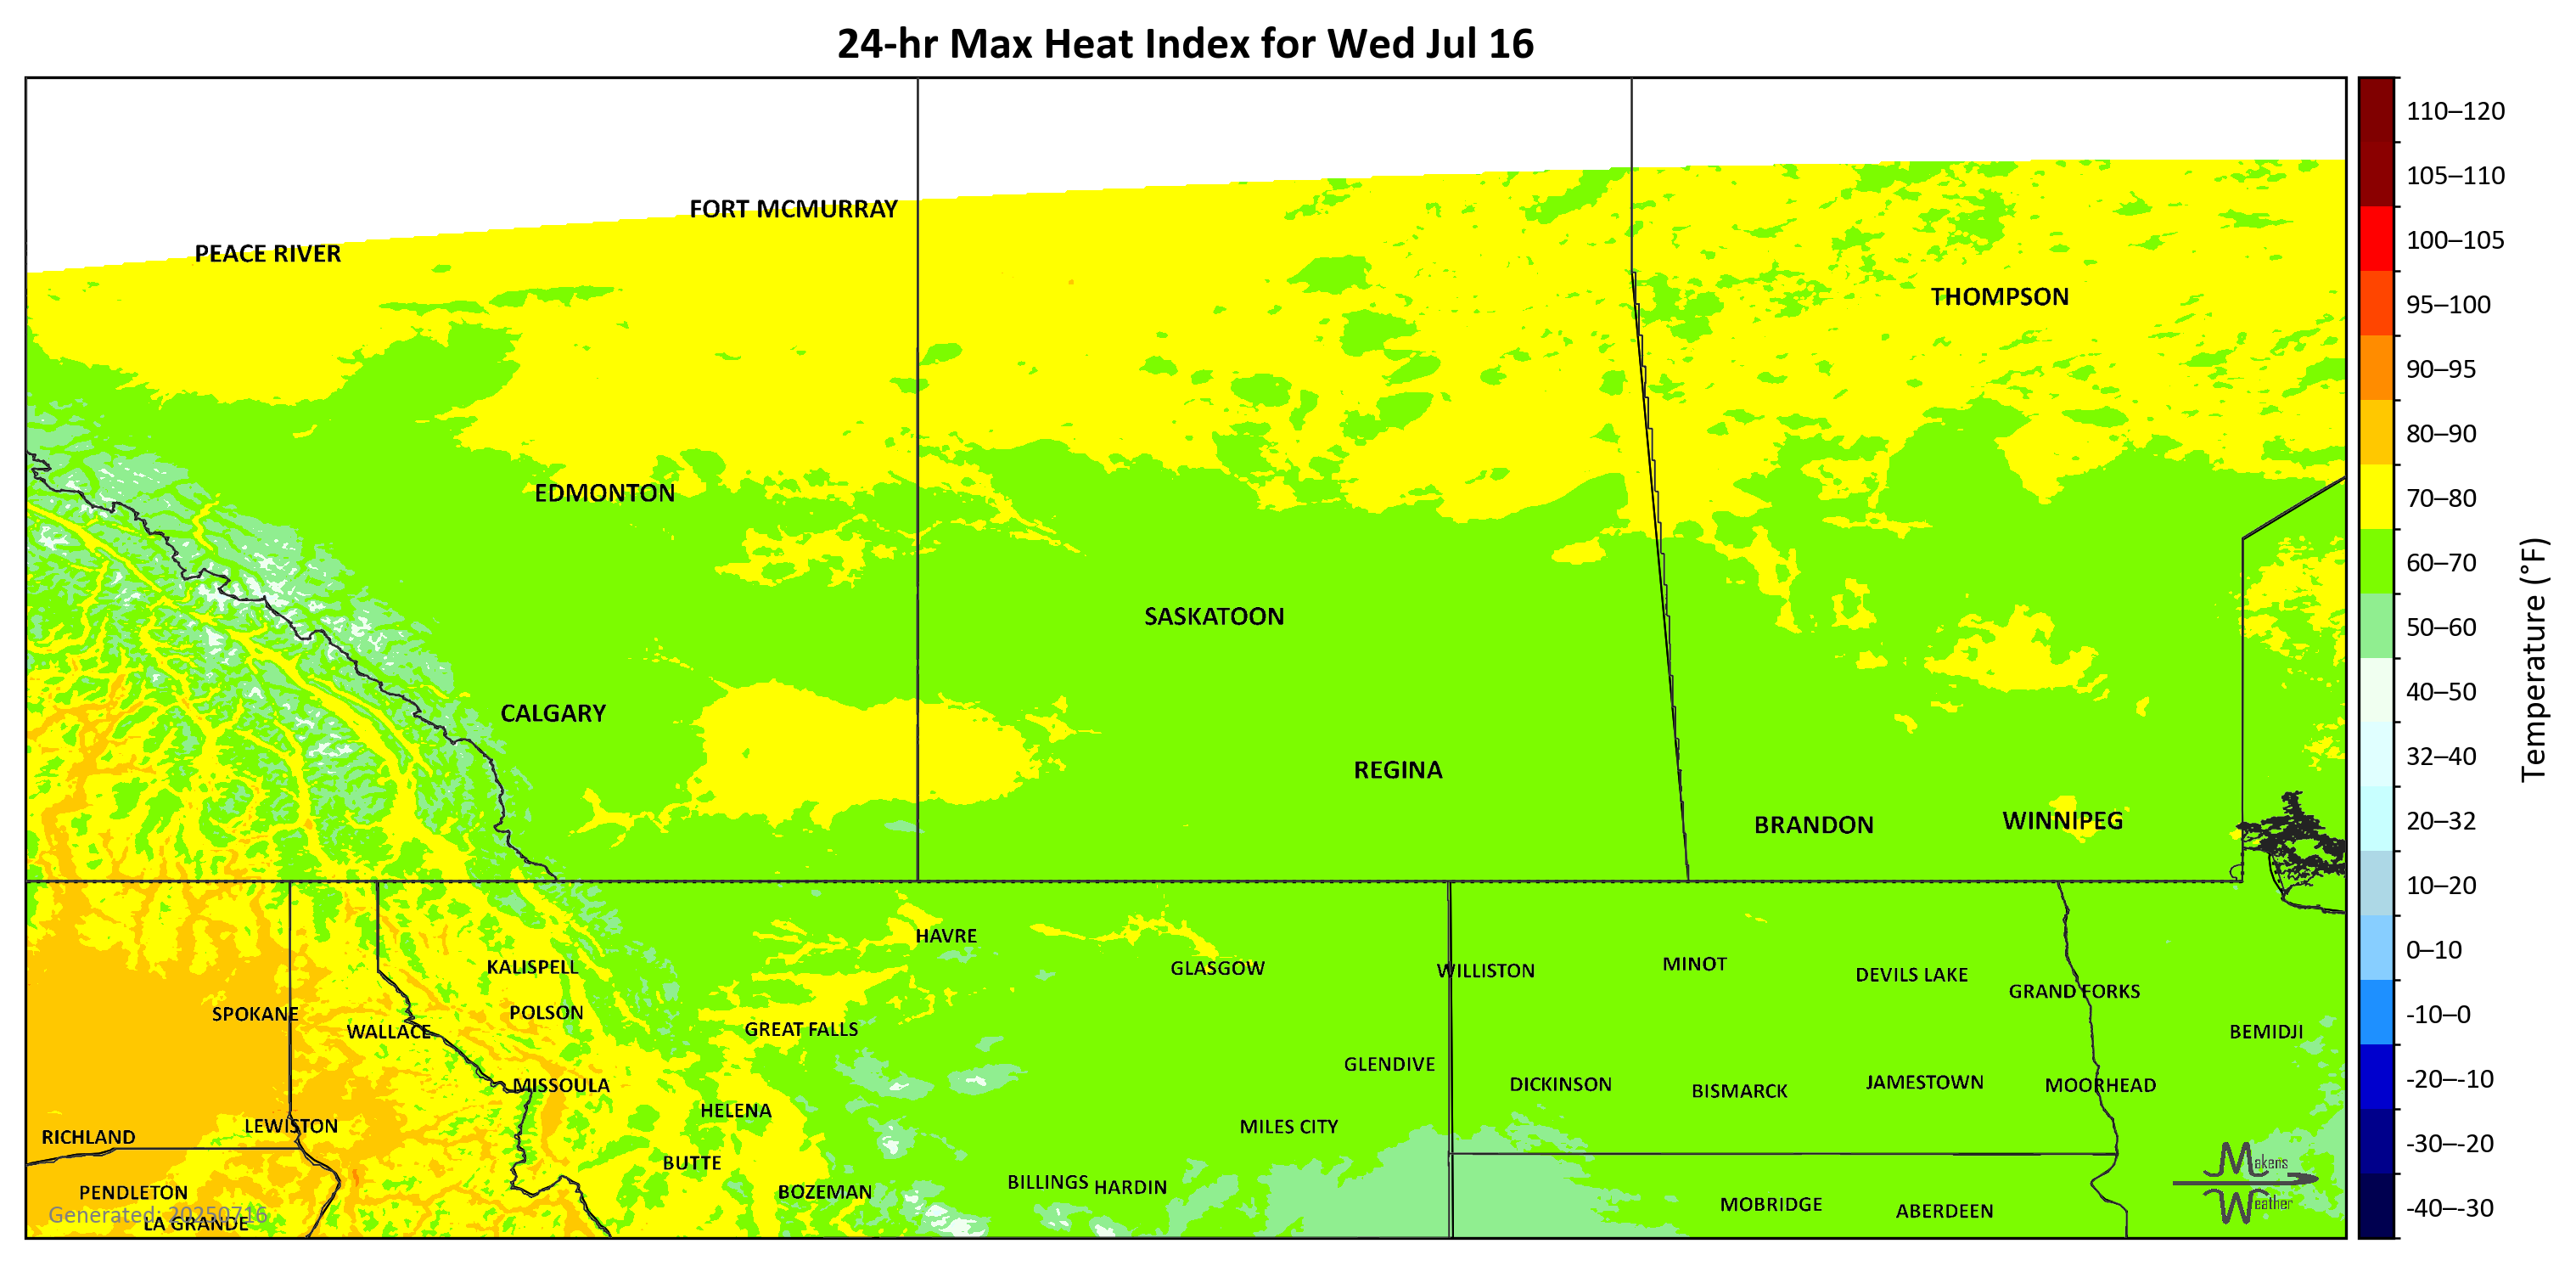 24-hr Max Heat Index for Wed Jul 16
FORT MCMURRAY
PEACE RIVER
THOMPSON
EDMONTON
SASKATOON
CALGARY
REGINA
BRANDON
WINNIPEG
HAVRE
KALISPELL
GLASGOW
WILLISTON
MINOT
DEVILS LAKE
GRAND FORKS
SPOKANE
POLSON
WALLACE
GREAT FALLS
BEMIDJI
GLENDIVE
MISSOULA
DICKINSON
BISMARCK
JAMESTOWN
MOORHEAD
HELENA
LEWISTON
MILES CITY
RICHLAND
BUTTE
BILLINGS
HARDIN
PENDLETON
BOZEMAN
MOBRIDGE
ABERDEEN
Generated: 20250716
LA GRANDE
Makens
Weather
110–120
105–110
100–105
95–100
90–95
80–90
70–80
60–70
50–60
40–50
32–40
20–32
10–20
0–10
-10–0
-20–-10
-30–-20
-40–-30
Temperature (°F)